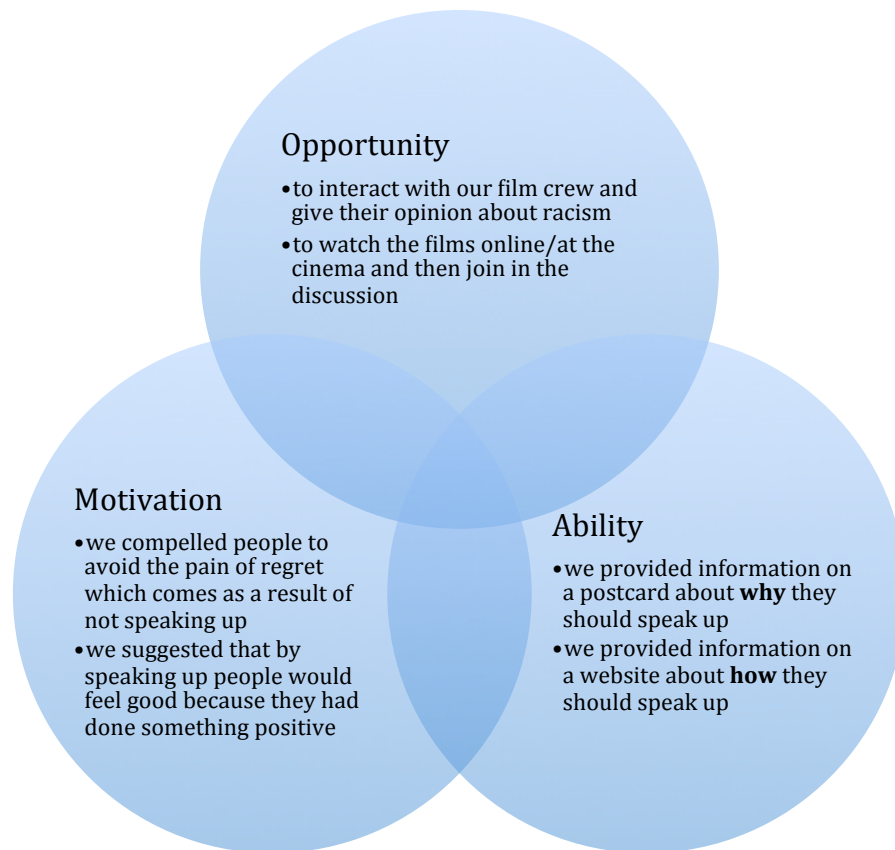 Opportunity
•to interact with our film crew and
give their opinion about racism
•to watch the films online/at the
cinema and then join in the
discussion
Motivation
•we compelled people to
avoid the pain of regret
which comes as a result of
not speaking up
•we suggested that by
speaking up people would
feel good because they had
done something positive
Ability
•we provided information on
a postcard about why they
should speak up
•we provided information on
a website about how they
should speak up